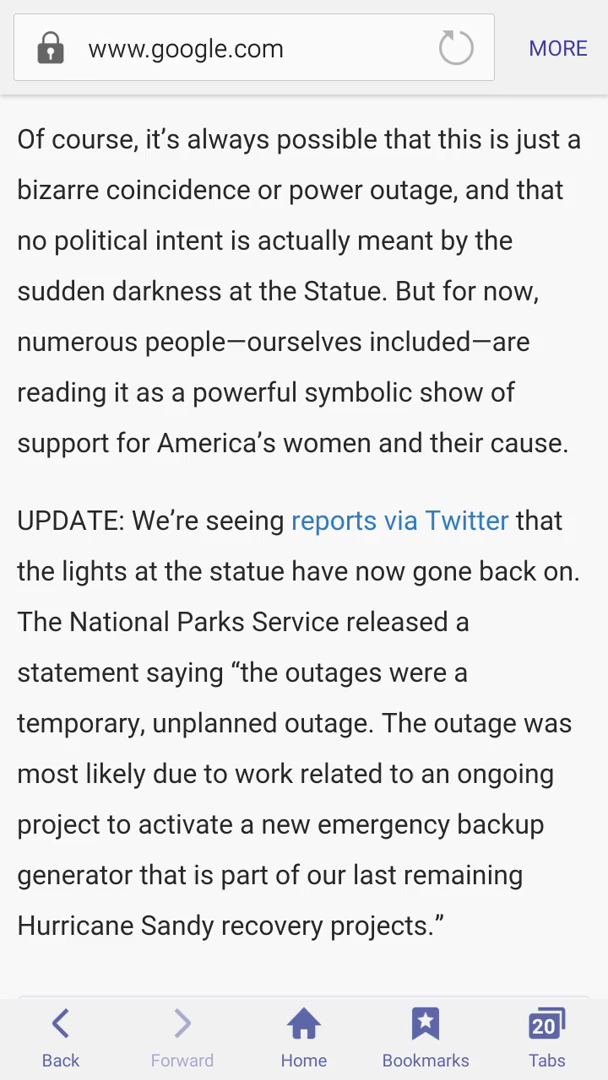 www.google.com
MORE
Of course, it’s always possible that this is just a
bizarre coincidence or power outage, and that
no political intent is actually meant by the
sudden darkness at the Statue. But for now,
numerous people—ourselves included—are
reading it as a powerful symbolic show of
support for America’s women and their cause.
UPDATE: We’re seeing reports via Twitter that
the lights at the statue have now gone back on.
The National Parks Service released a
statement saying “the outages were a
temporary, unplanned outage. The outage was
most likely due to work related to an ongoing
project to activate a new emergency backup
generator that is part of our last remaining
Hurricane Sandy recovery projects.”
20
Back Forward Home Bookmarks Tabs